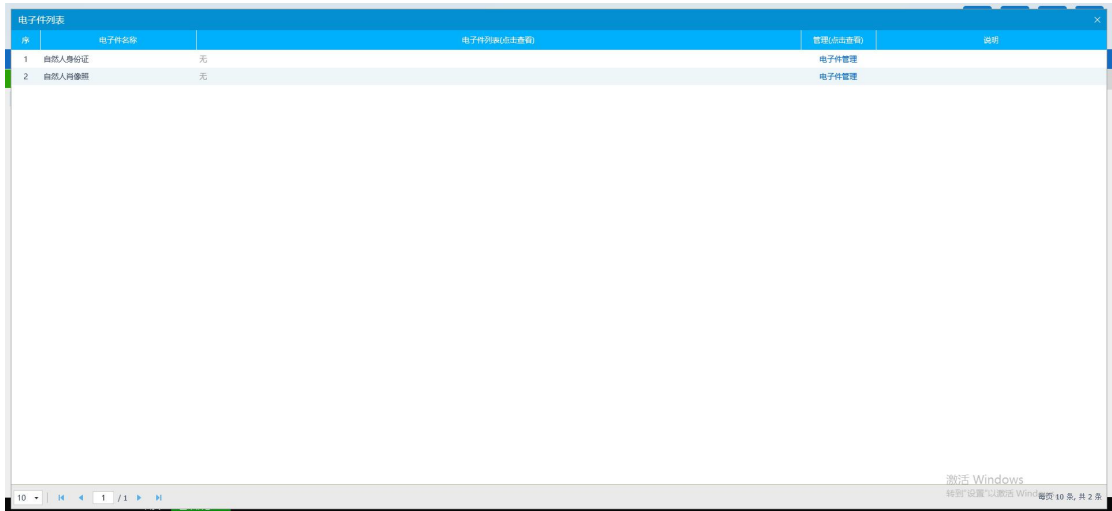 电子件列表
序 电子件名称 电子件列表(点击查看) 管理(点击查看) 说明
1 自然人身份证 无 电子件管理
2 自然人肖像照 无 电子件管理
激活 Windows
转到"设置"以激活 Wind
10 1 / 1 每页 10 条, 共 2 条